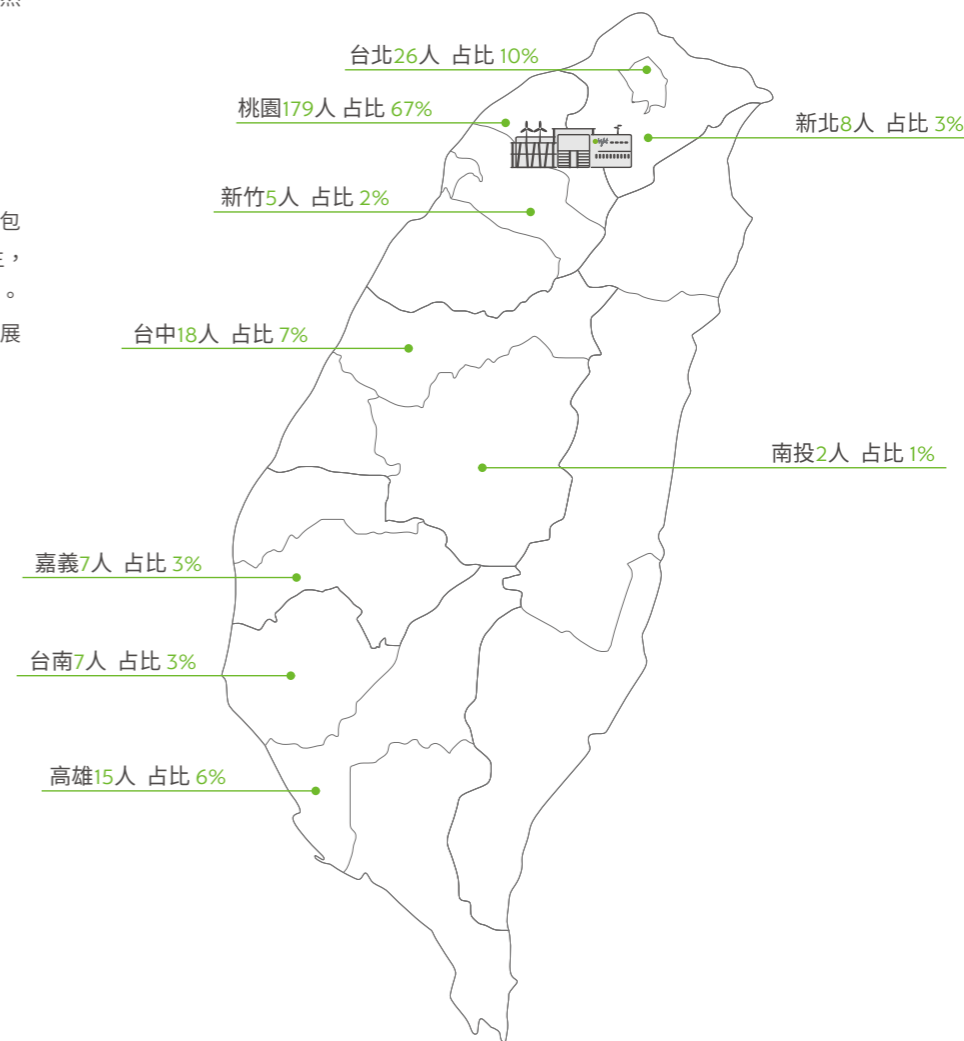 台北26人 占比 10%
桃園179人 占比 67%
新北8人 占比 3%
新竹5人 占比 2%
包
，
。
展
台中18人 占比 7%
南投2人 占比 1%
嘉義7人 占比 3%
台南7人 占比 3%
高雄15人 占比 6%